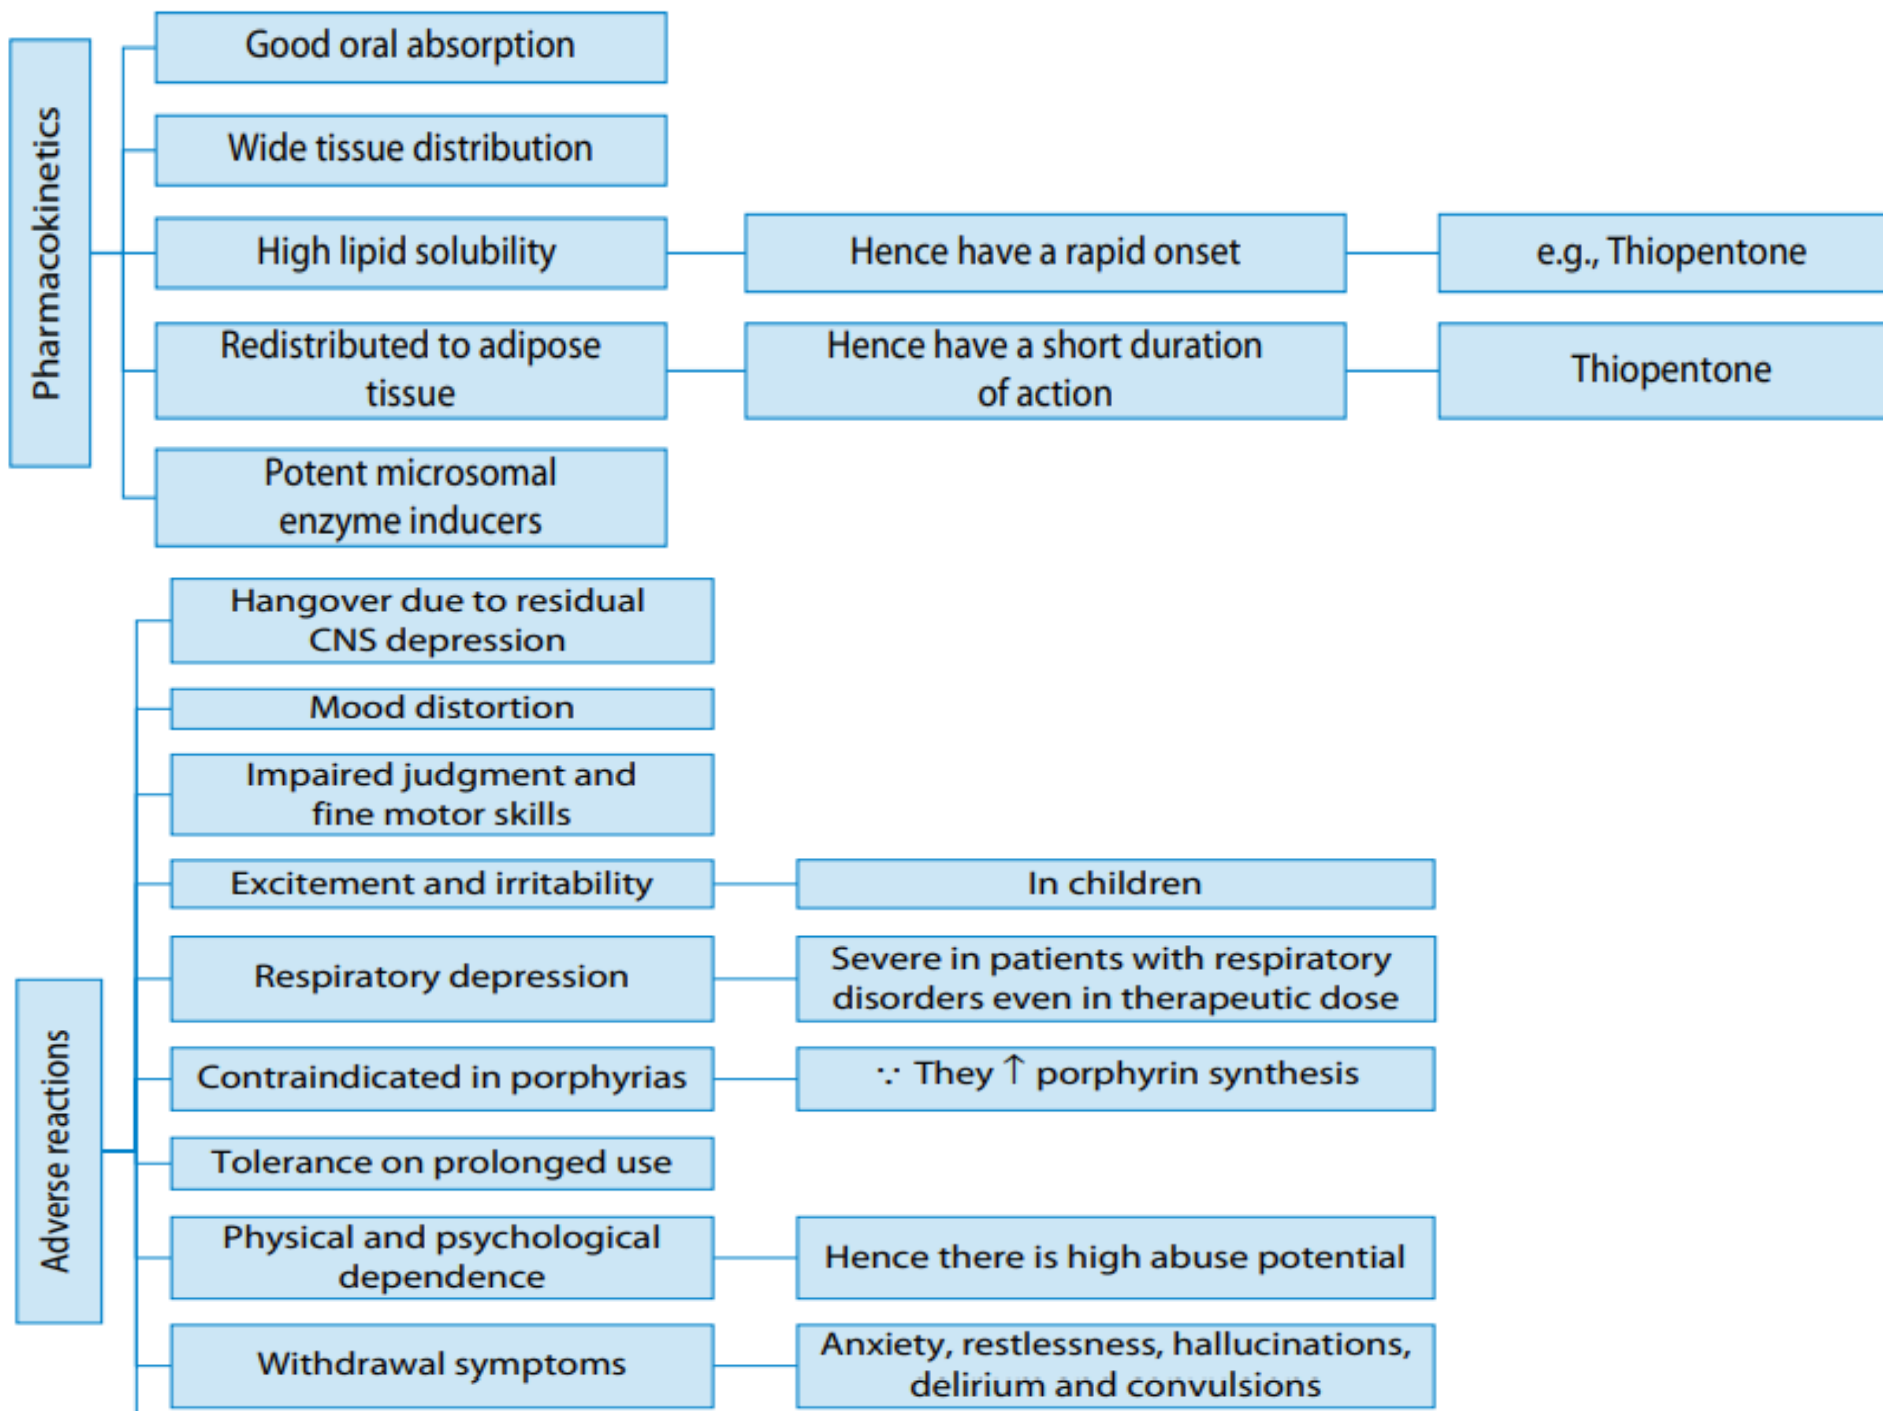 Pharmacokinetics
Good oral absorption
Wide tissue distribution
High lipid solubility
Hence have a rapid onset
e.g., Thiopentone
Redistributed to adipose
tissue
Hence have a short duration
of action
Thiopentone
Potent microsomal
enzyme inducers
Adverse reactions
Hangover due to residual
CNS depression
Mood distortion
Impaired judgment and
fine motor skills
Excitement and irritability
In children
Respiratory depression
Severe in patients with respiratory
disorders even in therapeutic dose
Contraindicated in porphyrias
∵ They ↑ porphyrin synthesis
Tolerance on prolonged use
Physical and psychological
dependence
Hence there is high abuse potential
Withdrawal symptoms
Anxiety, restlessness, hallucinations,
delirium and convulsions